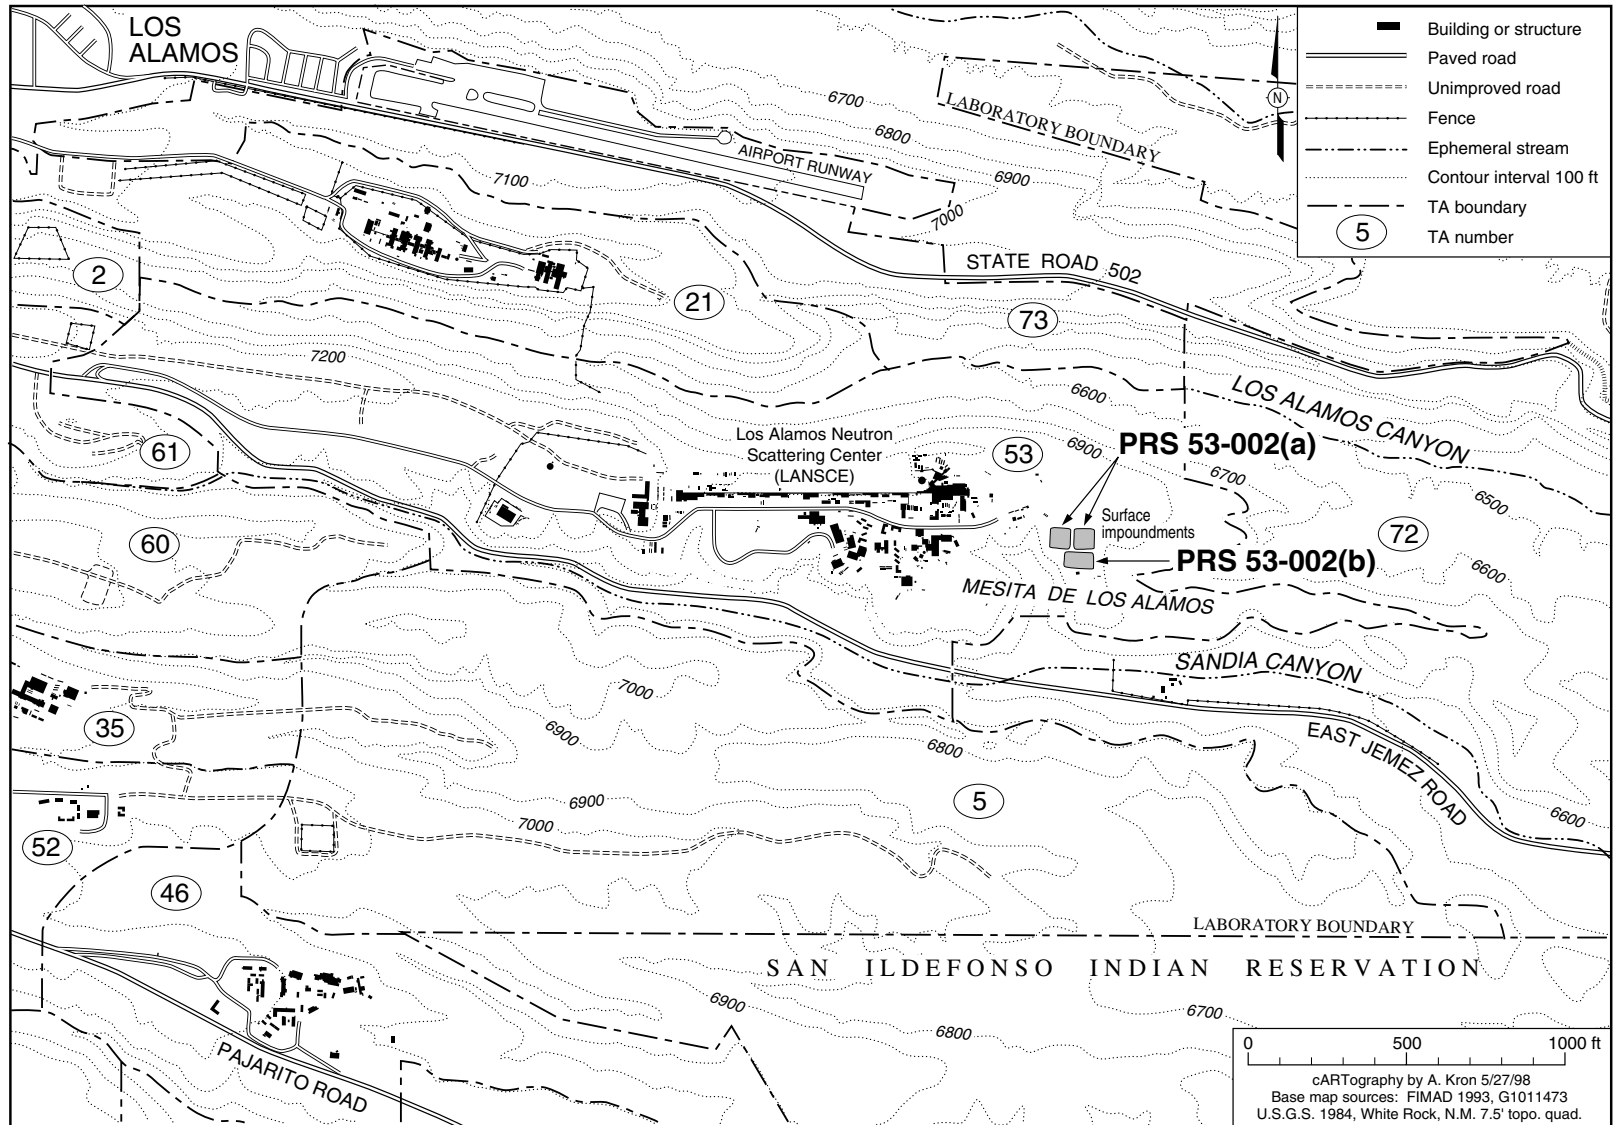 LOS
ALAMOS
Building or structure
Paved road
Unimproved road
Fence
Ephemeral stream
Contour interval 100 ft
TA boundary
5
TA number
N
6700
6800
LABORATORY BOUNDARY
AIRPORT RUNWAY
6900
7100
7000
STATE ROAD 502
2
21
73
7200
6600
LOS ALAMOS CANYON
Los Alamos Neutron
Scattering Center
(LANSCE)
61
53
6900
PRS 53-002(a)
6700
6500
Surface
impoundments
72
60
PRS 53-002(b)
6600
MESITA DE LOS ALAMOS
SANDIA CANYON
7000
35
6900
6800
EAST JEMEZ ROAD
5
6900
7000
6600
52
46
LABORATORY BOUNDARY
SAN ILDEFONSO INDIAN RESERVATION
6900
6800
6700
PAJARITO ROAD
0 500 1000 ft
cARTography by A. Kron 5/27/98
Base map sources: FIMAD 1993, G1011473
U.S.G.S. 1984, White Rock, N.M. 7.5' topo. quad.